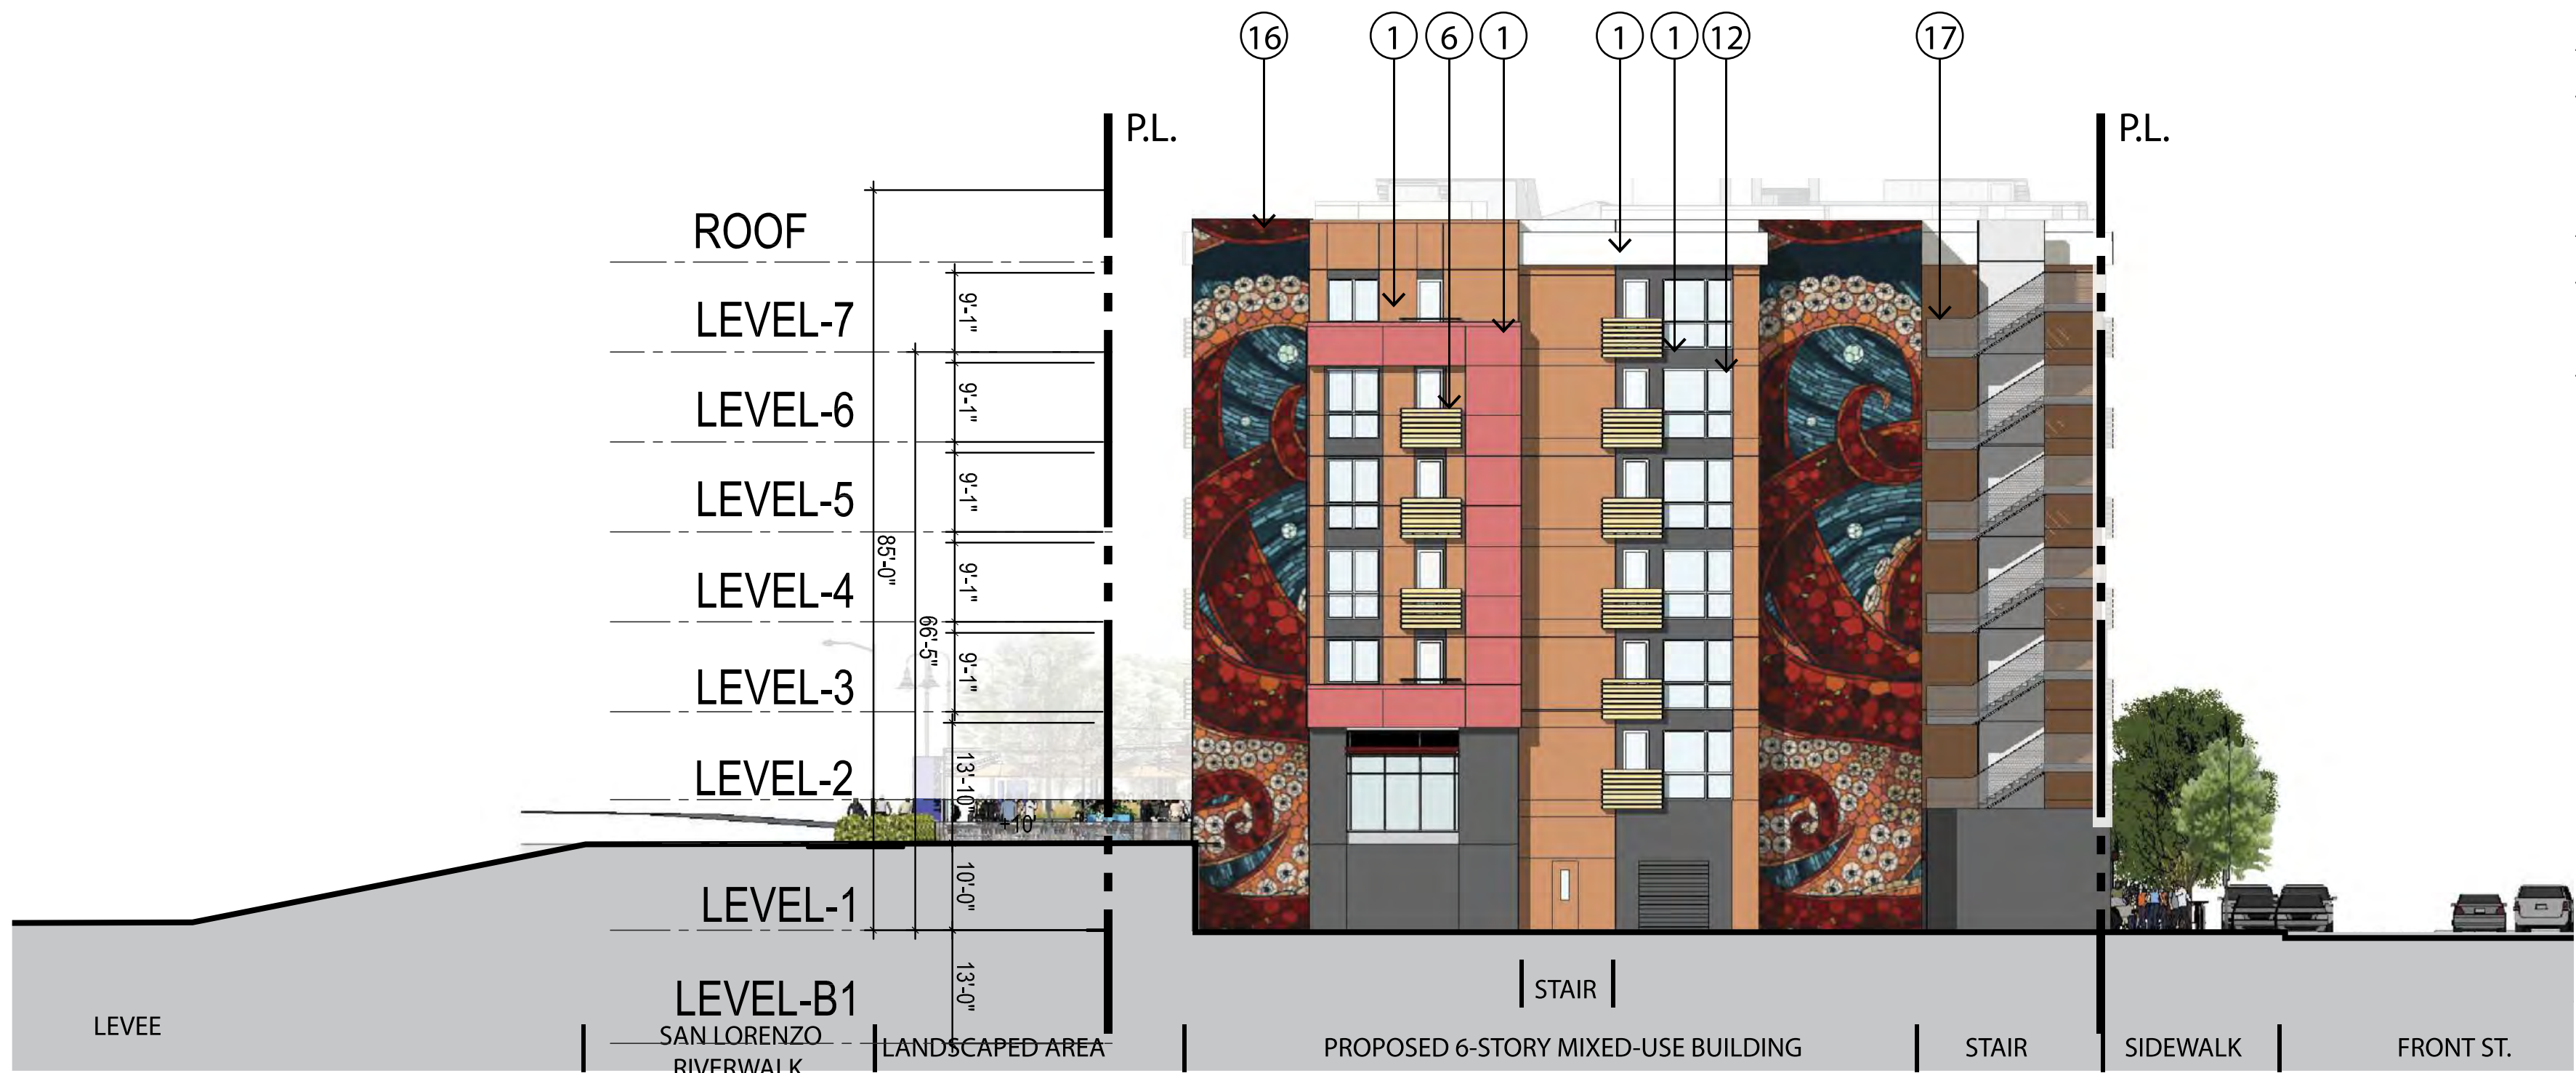 16 1 6 1 1 1 12 17
P.L. P.L.
ROOF
LEVEL-7
9'-1"
LEVEL-6
9'-1"
LEVEL-5
9'-1"
85'-0"
LEVEL-4
9'-1"
66'-5"
LEVEL-3
9'-1"
LEVEL-2
13'-10"
+10'
LEVEL-1
10'-0"
LEVEL-B1
13'-0"
STAIR
LEVEE
SAN LORENZO
RIVERWALK
LANDSCAPED AREA
PROPOSED 6-STORY MIXED-USE BUILDING
STAIR
SIDEWALK
FRONT ST.